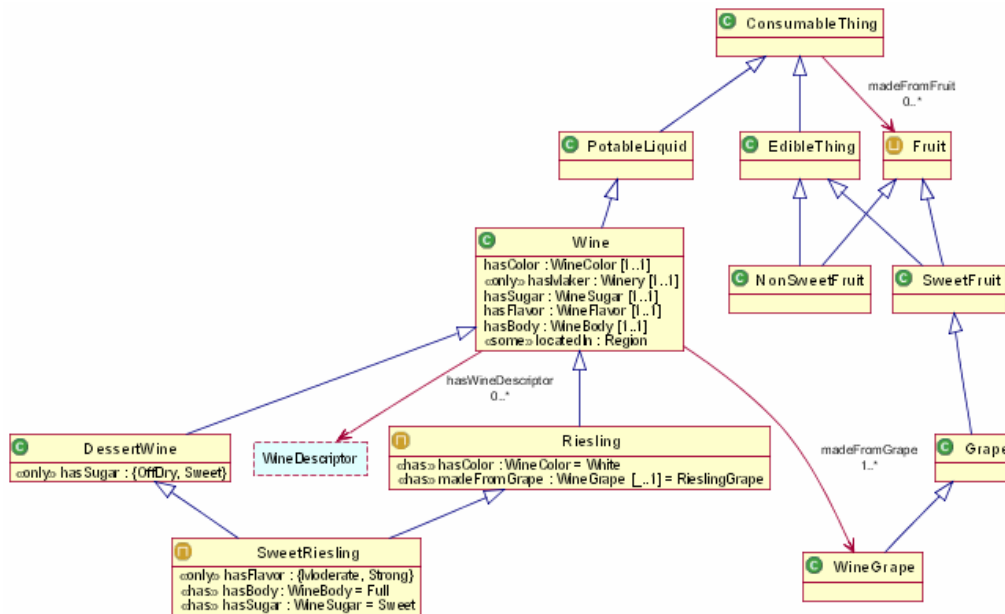 C ConsumableThing
madeFromFruit
0..*
C PotableLiquid
C EdibleThing
⊔ Fruit
C Wine
hasColor : WineColor [1..1]
«only» hasMaker : Winery [1..1]
hasSugar : WineSugar [1..1]
hasFlavor : WineFlavor [1..1]
hasBody : WineBody [1..1]
«some» locatedIn : Region
C NonSweetFruit
C SweetFruit
hasWineDescriptor
0..*
C DessertWine
«only» hasSugar : {OffDry, Sweet}
WineDescriptor
⊓ Riesling
«has» hasColor : WineColor = White
«has» madeFromGrape : WineGrape [_..1] = RieslingGrape
madeFromGrape
1..*
C Grape
⊓ SweetRiesling
«only» hasFlavor : {Moderate, Strong}
«has» hasBody : WineBody = Full
«has» hasSugar : WineSugar = Sweet
C WineGrape